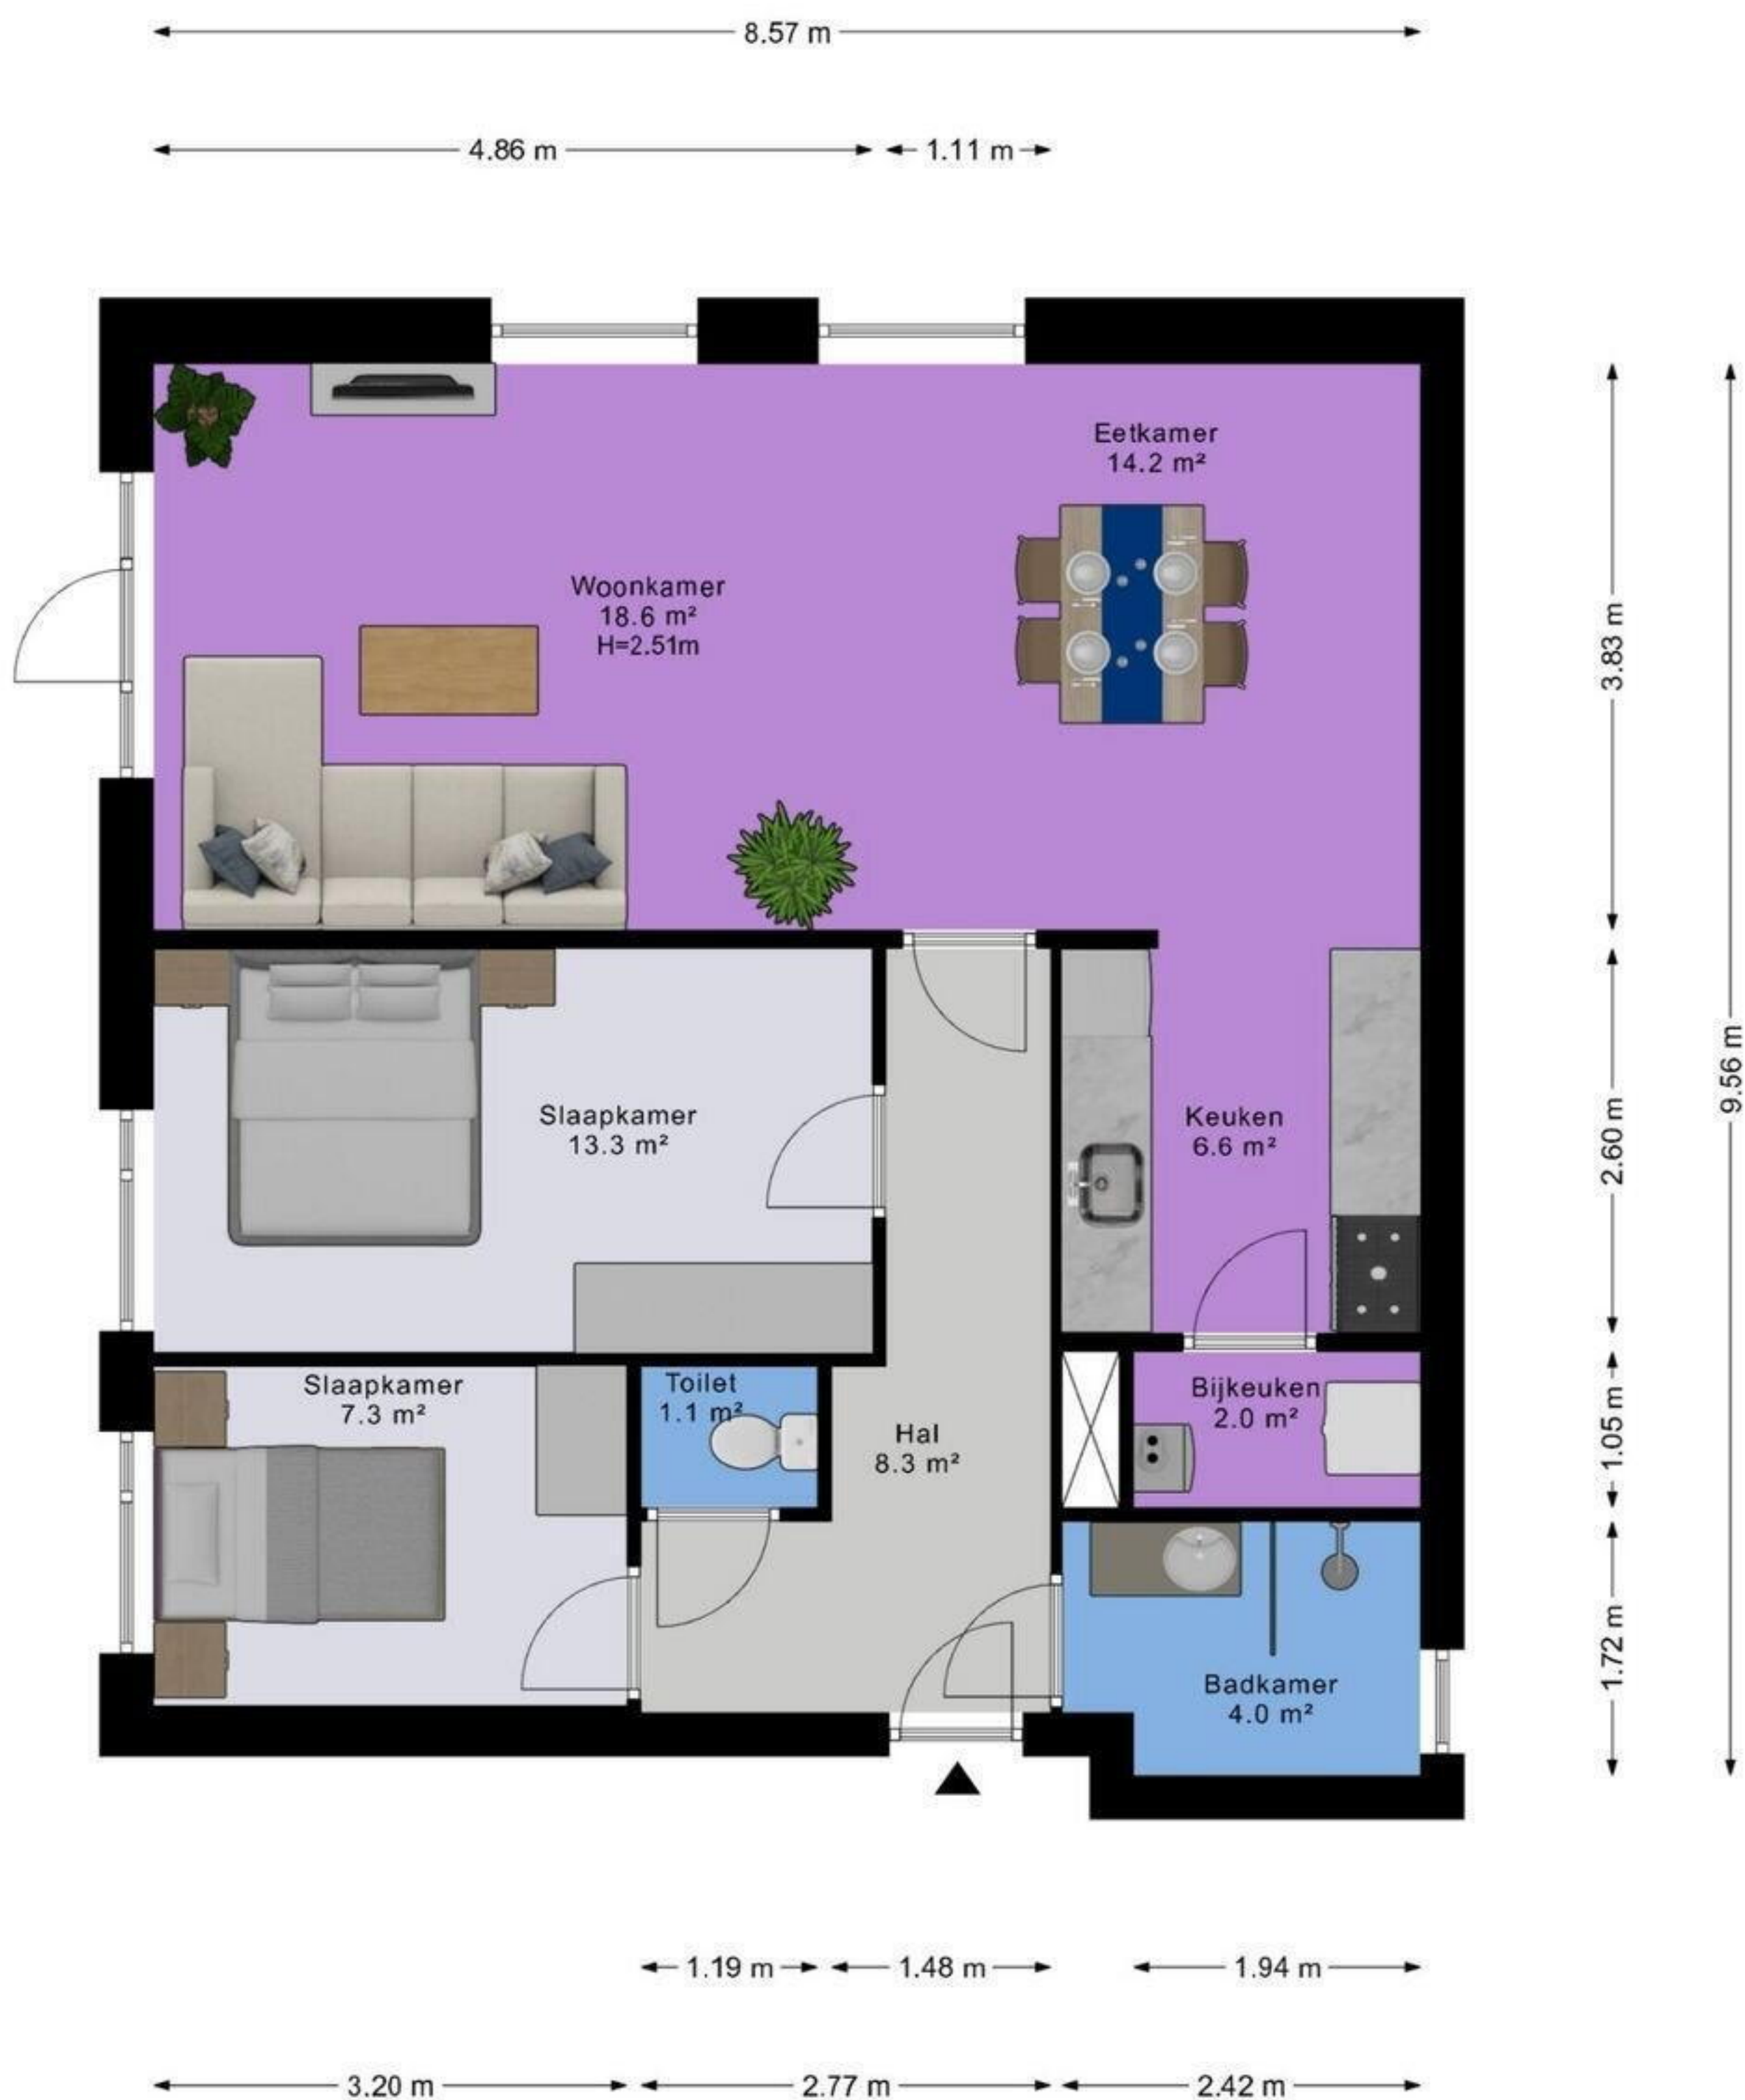 8.57 m
4.86 m
1.11 m
Eetkamer
14.2 m²
Woonkamer
18.6 m²
H=2.51m
3.83 m
9.56 m
Slaapkamer
13.3 m²
Keuken
6.6 m²
2.60 m
Slaapkamer
7.3 m²
Toilet
1.1 m²
Hal
8.3 m²
Bijkeuken
2.0 m²
1.05 m
Badkamer
4.0 m²
1.72 m
1.19 m
1.48 m
1.94 m
3.20 m
2.77 m
2.42 m